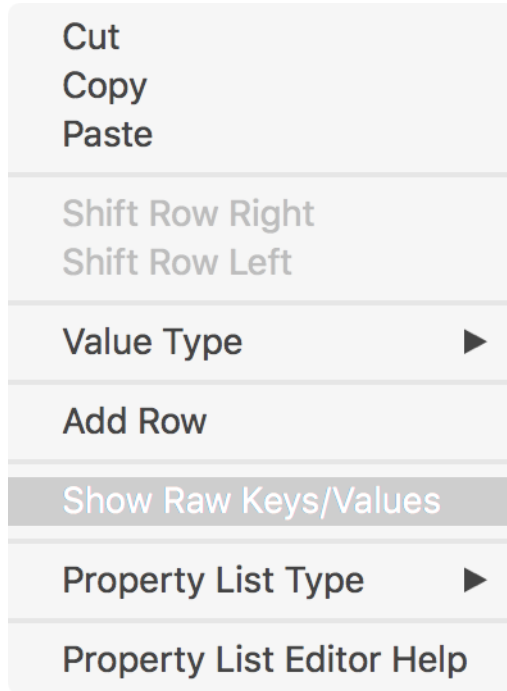 Cut
Copy
Paste
Shift Row Right
Shift Row Left
Value Type
Add Row
Show Raw Keys/Values
Property List Type
Property List Editor Help